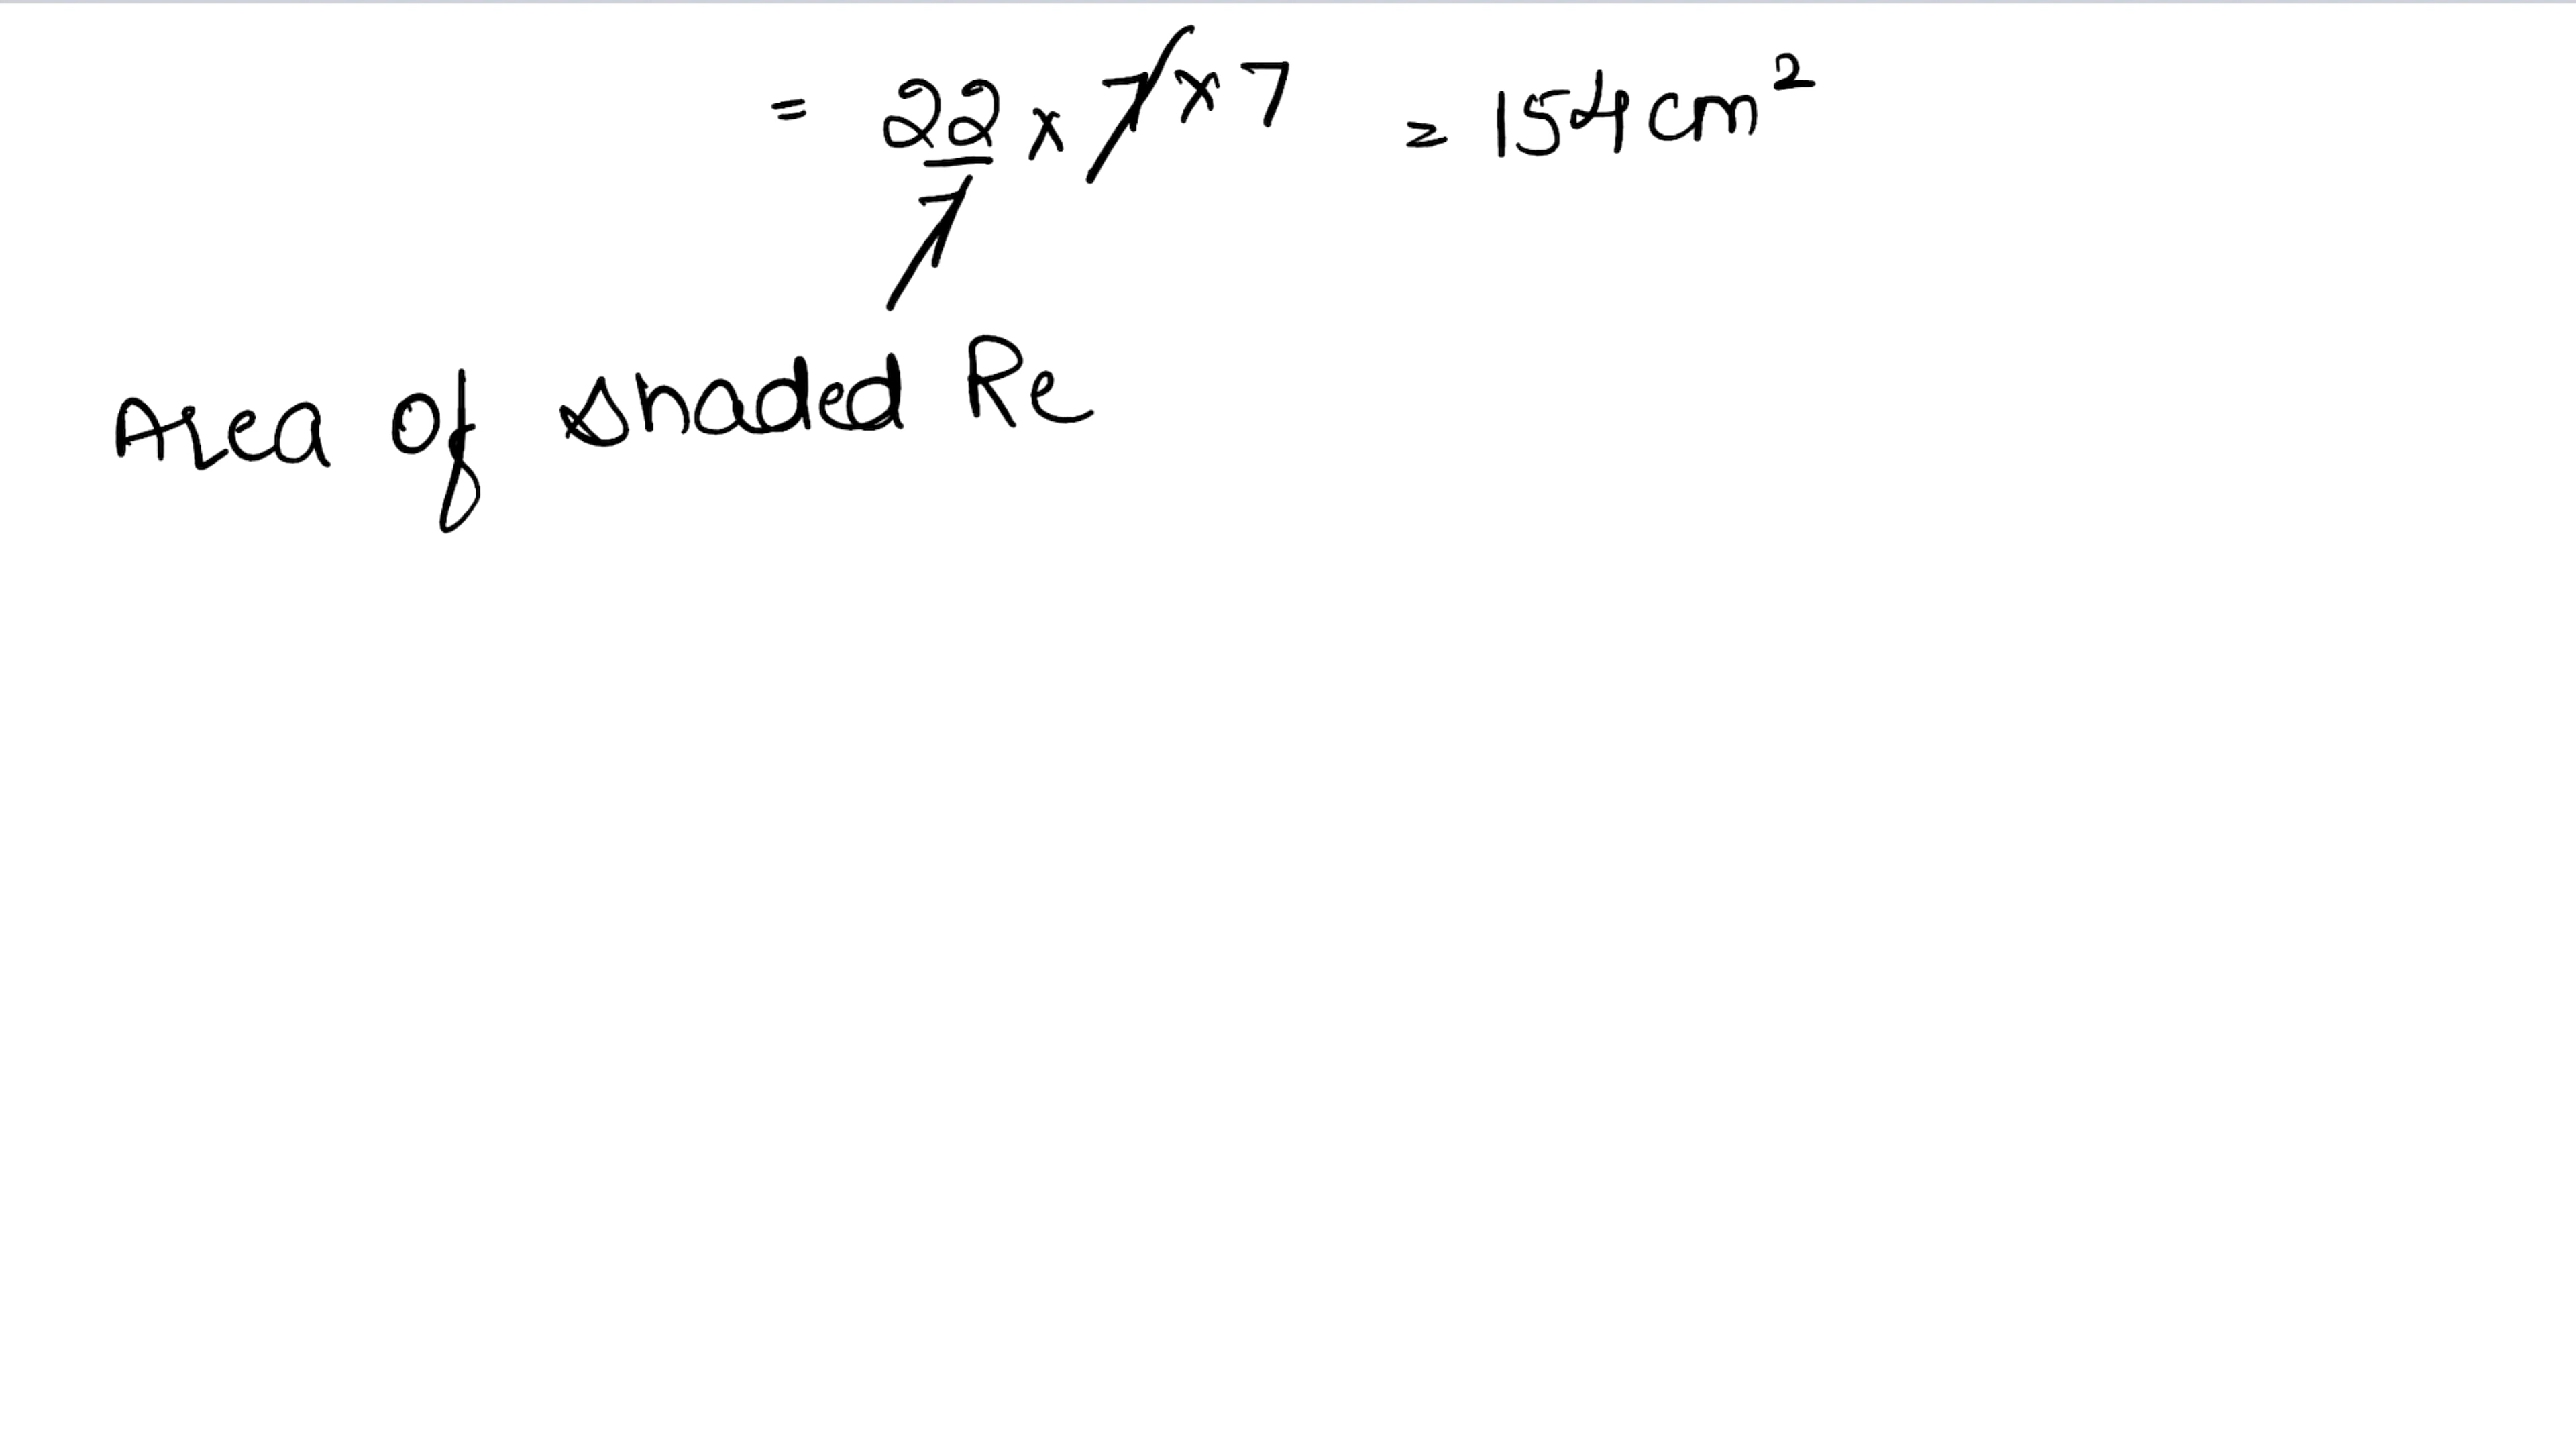 = 22/7 x 7 x 7 = 154 cm²
Area of shaded Re